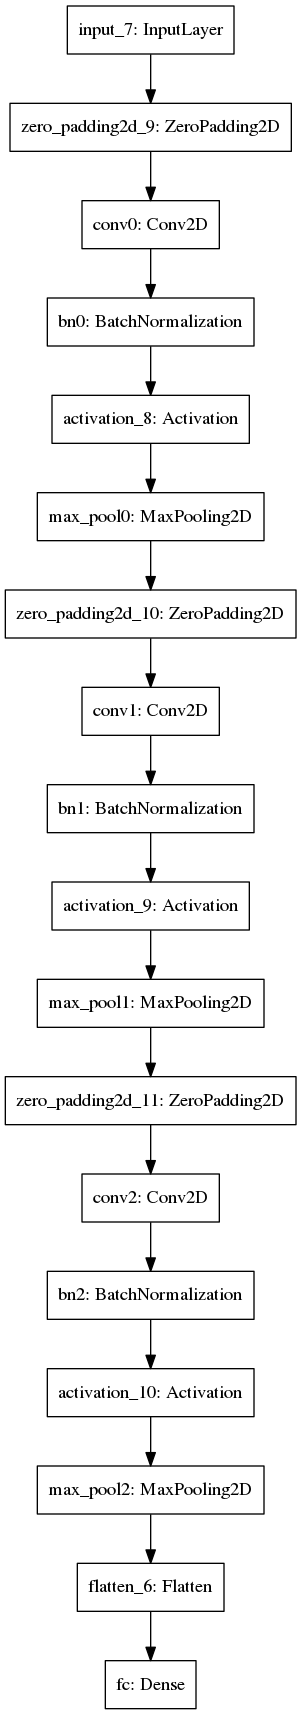 input_7: InputLayer
zero_padding2d_9: ZeroPadding2D
conv0: Conv2D
bn0: BatchNormalization
activation_8: Activation
max_pool0: MaxPooling2D
zero_padding2d_10: ZeroPadding2D
conv1: Conv2D
bn1: BatchNormalization
activation_9: Activation
max_pool1: MaxPooling2D
zero_padding2d_11: ZeroPadding2D
conv2: Conv2D
bn2: BatchNormalization
activation_10: Activation
max_pool2: MaxPooling2D
flatten_6: Flatten
fc: Dense